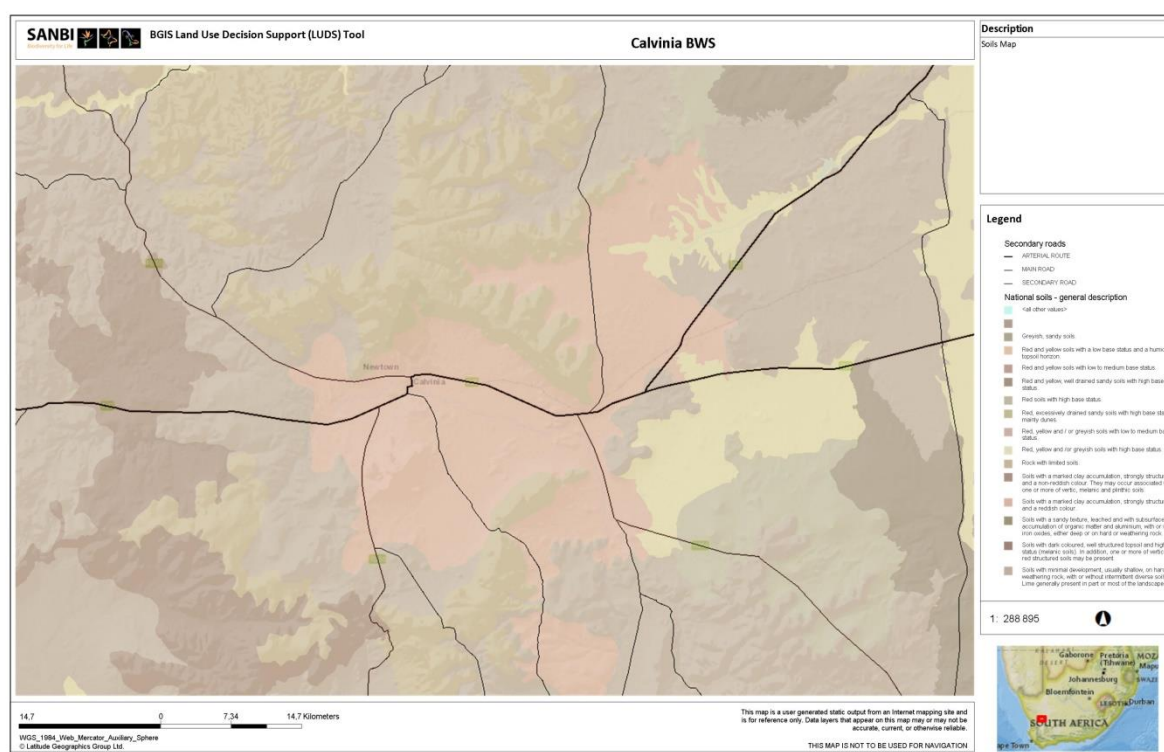 SANBI
Biodiversity for Life
BGIS Land Use Decision Support (LUDS) Tool
Calvinia BWS
Newtown
Calvinia
14,7 0 7,34 14,7 Kilometers
WGS_1984_Web_Mercator_Auxiliary_Sphere
© Latitude Geographics Group Ltd.
This map is a user generated static output from an Internet mapping site and
is for reference only. Data layers that appear on this map may or may not be
accurate, current, or otherwise reliable.
THIS MAP IS NOT TO BE USED FOR NAVIGATION
Description
Soils Map
Legend
Secondary roads
ARTERIAL ROUTE
MAIN ROAD
SECONDARY ROAD
National soils - general description
<all other values>
Greyish, sandy soils
Red and yellow soils with a low base status and a humic
topsoil horizon.
Red and yellow soils with low to medium base status.
Red and yellow, well drained sandy soils with high base
status.
Red soils with high base status.
Red, excessively drained sandy soils with high base sta
mainly dunes.
Red, yellow and / or greyish soils with low to medium ba
status.
Red, yellow and /or greyish soils with high base status.
Rock with limited soils.
Soils with a marked clay accumulation, strongly structu
and a non-reddish colour. They may occur associated
one or more of vertic, melanic and plinthic soils.
Soils with a marked clay accumulation, strongly structu
and a reddish colour.
Soils with a sandy texture, leached and with subsurface
accumulation of organic matter and aluminium, with or
iron oxides, either deep or on hard or weathering rock.
Soils with dark coloured, well structured topsoil and high
status (melanic soils). In addition, one or more of vertic
red structured soils may be present.
Soils with minimal development, usually shallow, on har
weathering rock, with or without intermittent diverse soil
Lime generally present in part or most of the landscape
1: 288 895
Gaborone Pretoria MOZ
(Tshwane) Mapu
Johannesburg SWAZI
Bloemfontein
LESOTHO Durban
SOUTH AFRICA
ape Town